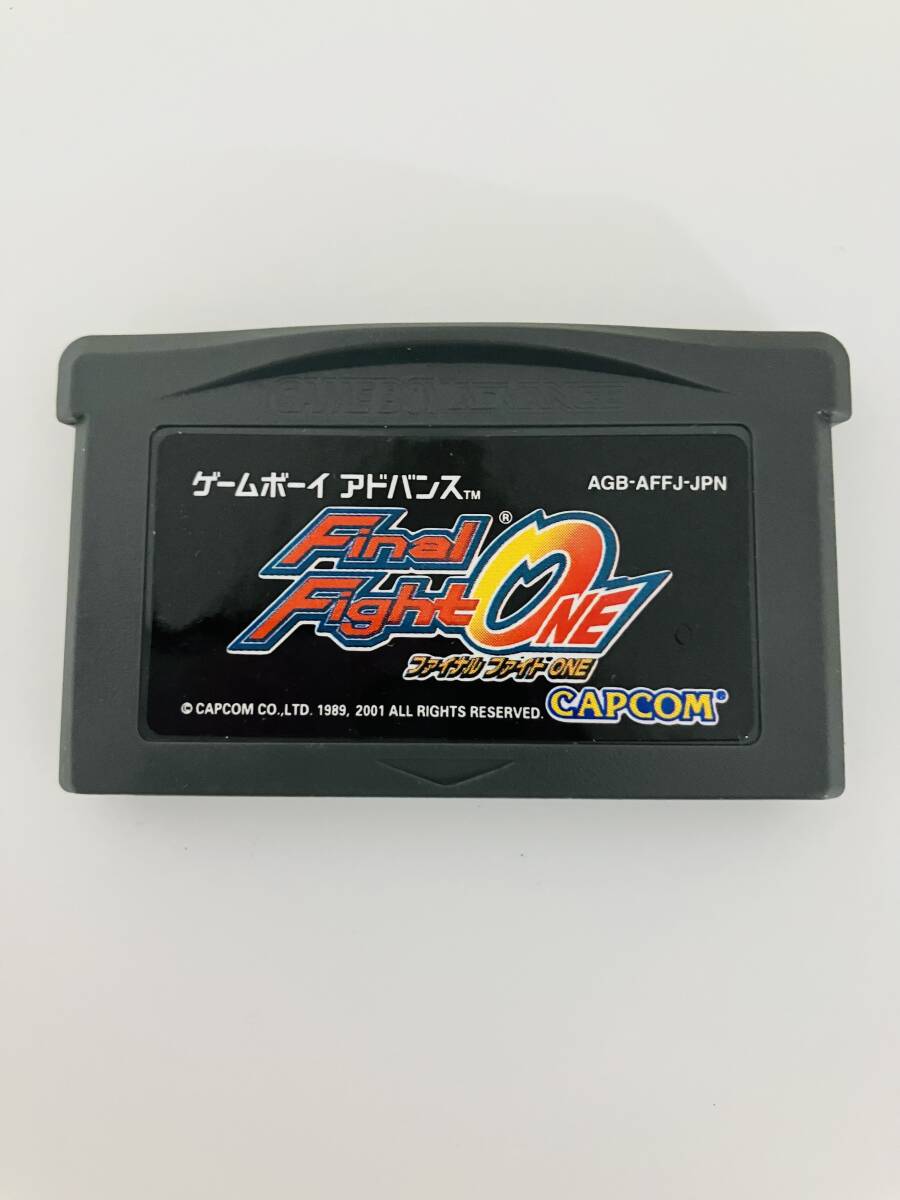 GAME BOY ADVANCE
ゲームボーイ アドバンス™ AGB-AFFJ-JPN
Final®
Fight ONE
ファイナル ファイト ONE
© CAPCOM CO.,LTD. 1989, 2001 ALL RIGHTS RESERVED. CAPCOM®